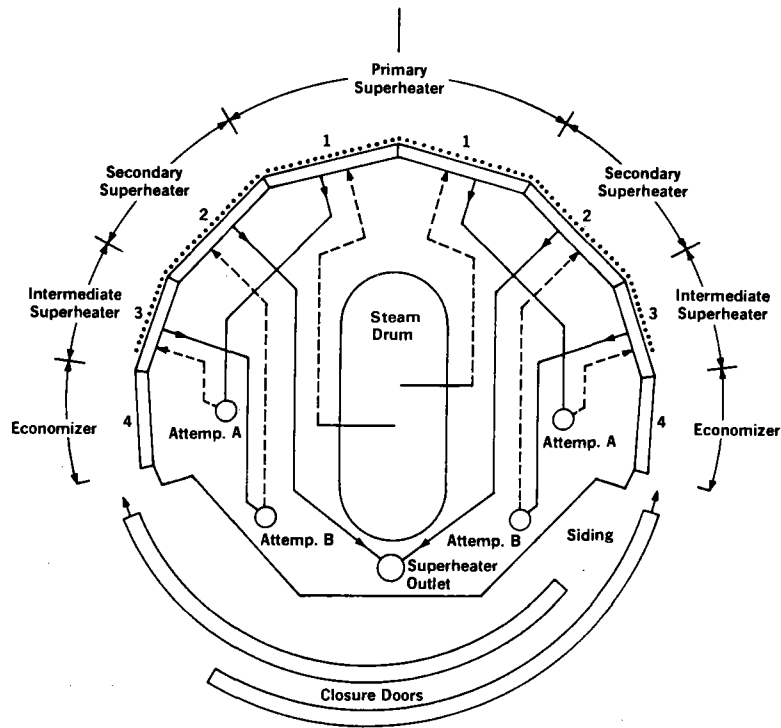 Primary
Superheater
1
1
Secondary
Superheater
Secondary
Superheater
2
2
Intermediate
Superheater
Intermediate
Superheater
3
3
Steam
Drum
Economizer
Economizer
4
4
Attemp. A
Attemp. A
Attemp. B
Attemp. B
Siding
Superheater
Outlet
Closure Doors